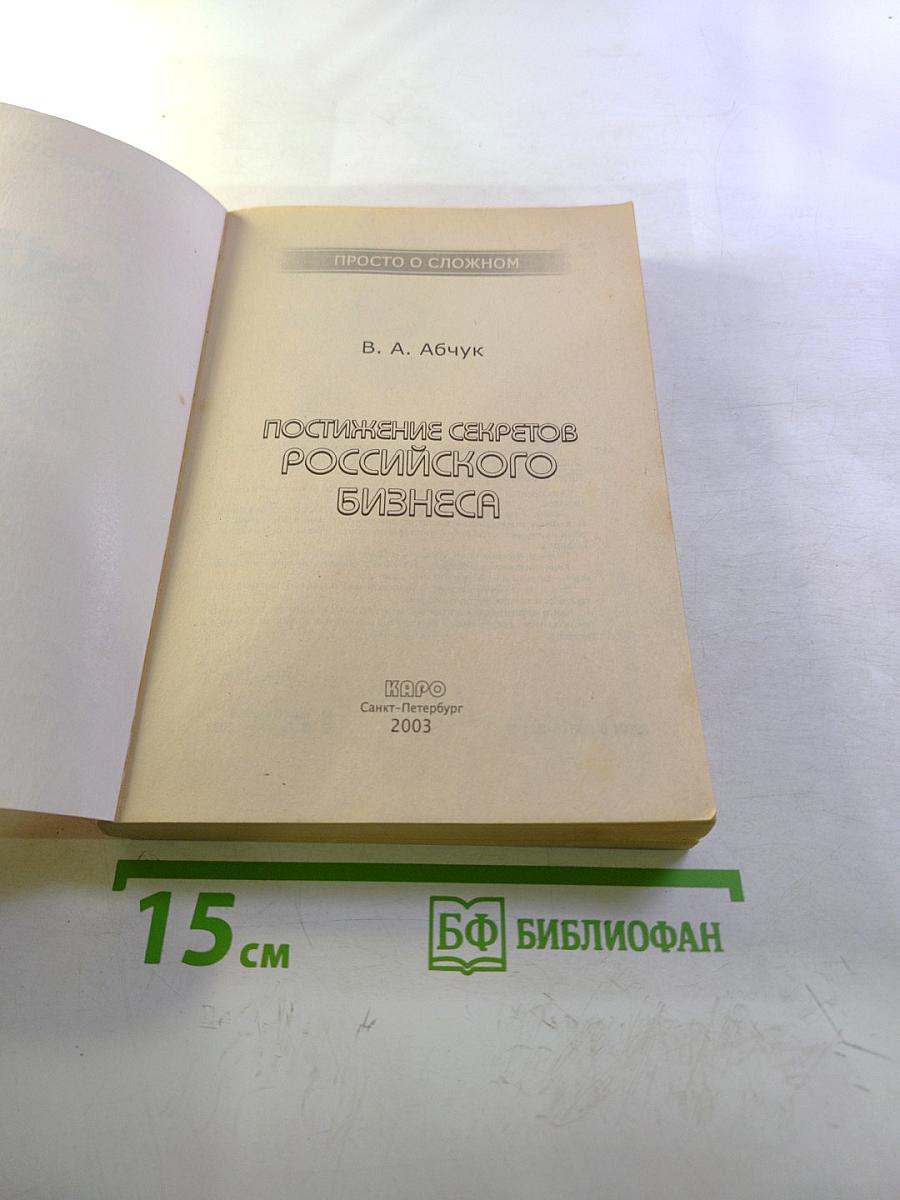 ПРОСТО О СЛОЖНОМ
В. А. Абчук
ПОСТИЖЕНИЕ СЕКРЕТОВ
РОССИЙСКОГО
БИЗНЕСА
КАРО
Санкт-Петербург
2003
15 см
БФ БИБЛИОФАН